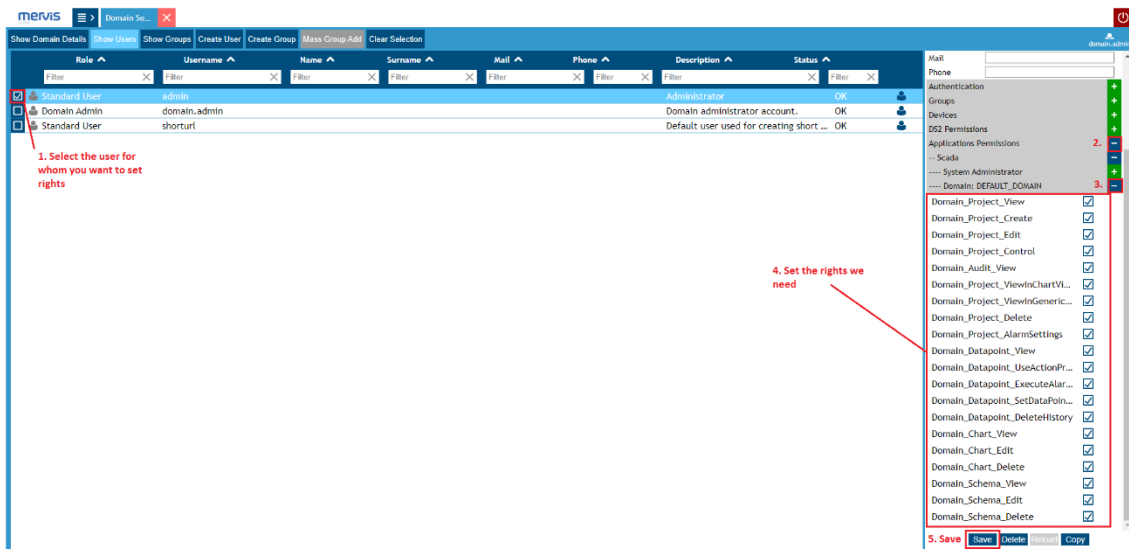 mervis
Domain Se...
Show Domain Details Show Users Show Groups Create User Create Group Mass Group Add Clear Selection
domain.admin
Role Username Name Surname Mail Phone Description Status
Filter Filter Filter Filter Filter Filter Filter Filter
Standard User admin Administrator OK
Domain Admin domain.admin Domain administrator account. OK
Standard User shorturl Default user used for creating short ... OK
1. Select the user for
whom you want to set
rights
Mail
Phone
Authentication
Groups
Devices
DS2 Permissions
Applications Permissions 2.
-- Scada
---- System Administrator
---- Domain: DEFAULT_DOMAIN 3.
Domain_Project_View
Domain_Project_Create
Domain_Project_Edit
Domain_Project_Control
Domain_Audit_View
Domain_Project_ViewInChartVi...
Domain_Project_ViewInGeneric...
Domain_Project_Delete
Domain_Project_AlarmSettings
Domain_Datapoint_View
Domain_Datapoint_UseActionPr...
Domain_Datapoint_ExecuteAlar...
Domain_Datapoint_SetDataPoin...
Domain_Datapoint_DeleteHistory
Domain_Chart_View
Domain_Chart_Edit
Domain_Chart_Delete
Domain_Schema_View
Domain_Schema_Edit
Domain_Schema_Delete
4. Set the rights we
need
5. Save Save Delete Reload Copy